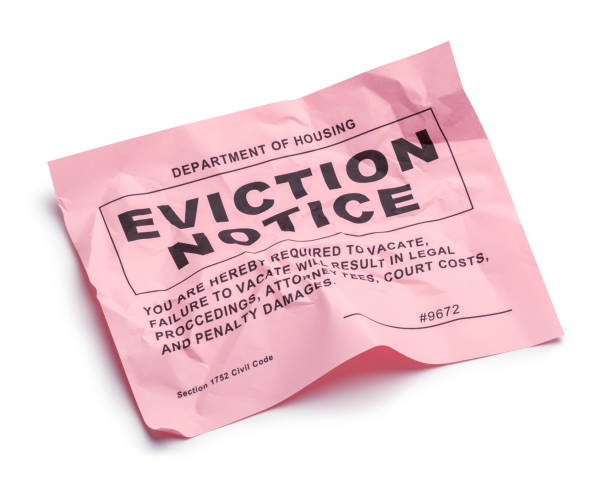 DEPARTMENT OF HOUSING
EVICTION
NOTICE
YOU ARE HEREBY REQUIRED TO VACATE,
FAILURE TO VACATE WILL RESULT IN LEGAL
PROCCEDINGS, ATTORNEY FEES, COURT COSTS,
AND PENALTY DAMAGES.
#9672
Section 1752 Civil Code